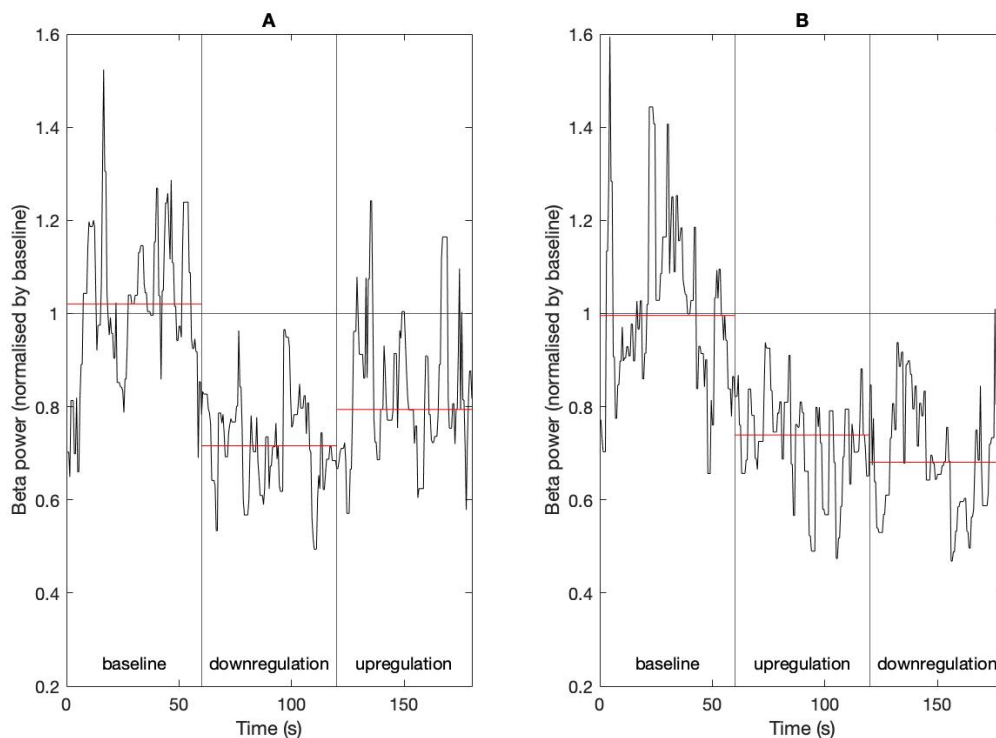 A
Beta power (normalised by baseline)
1.6
1.4
1.2
1
0.8
0.6
0.4
0.2
baseline
downregulation
upregulation
0
50
100
150
Time (s)
B
Beta power (normalised by baseline)
1.6
1.4
1.2
1
0.8
0.6
0.4
0.2
baseline
upregulation
downregulation
0
50
100
150
Time (s)